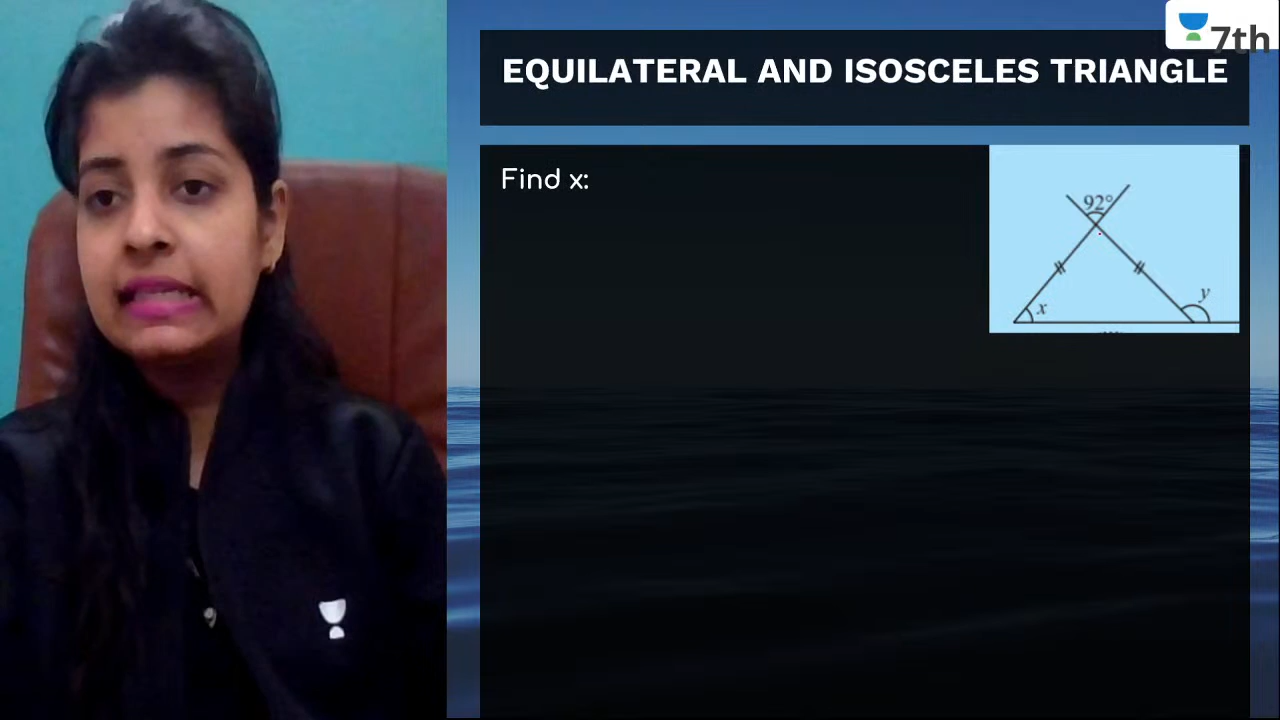 7th
EQUILATERAL AND ISOSCELES TRIANGLE
Find x:
92°
x
y